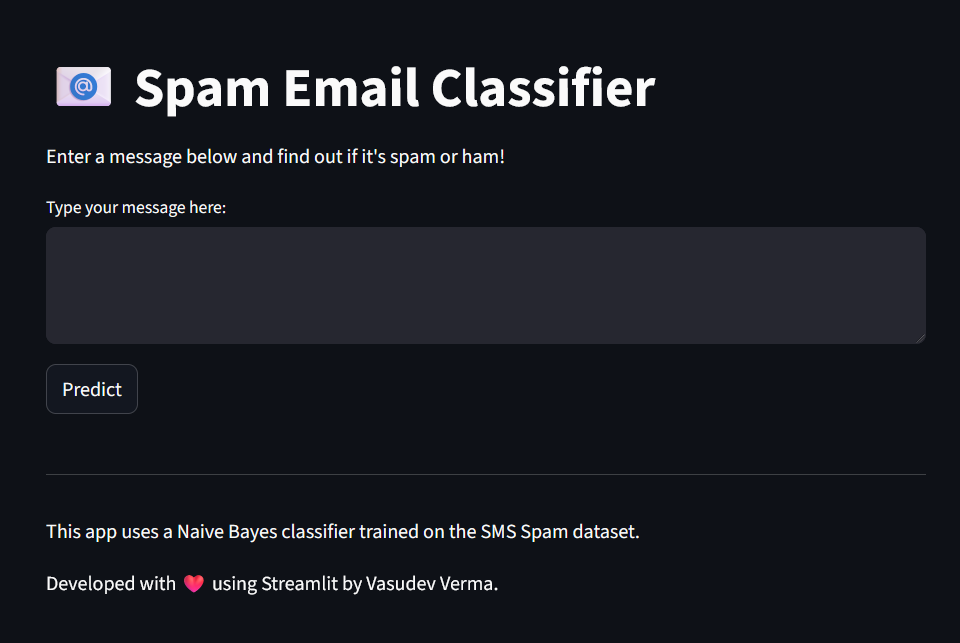 Spam Email Classifier
Enter a message below and find out if it's spam or ham!
Type your message here:
Predict
This app uses a Naive Bayes classifier trained on the SMS Spam dataset.
Developed with ❤️ using Streamlit by Vasudev Verma.